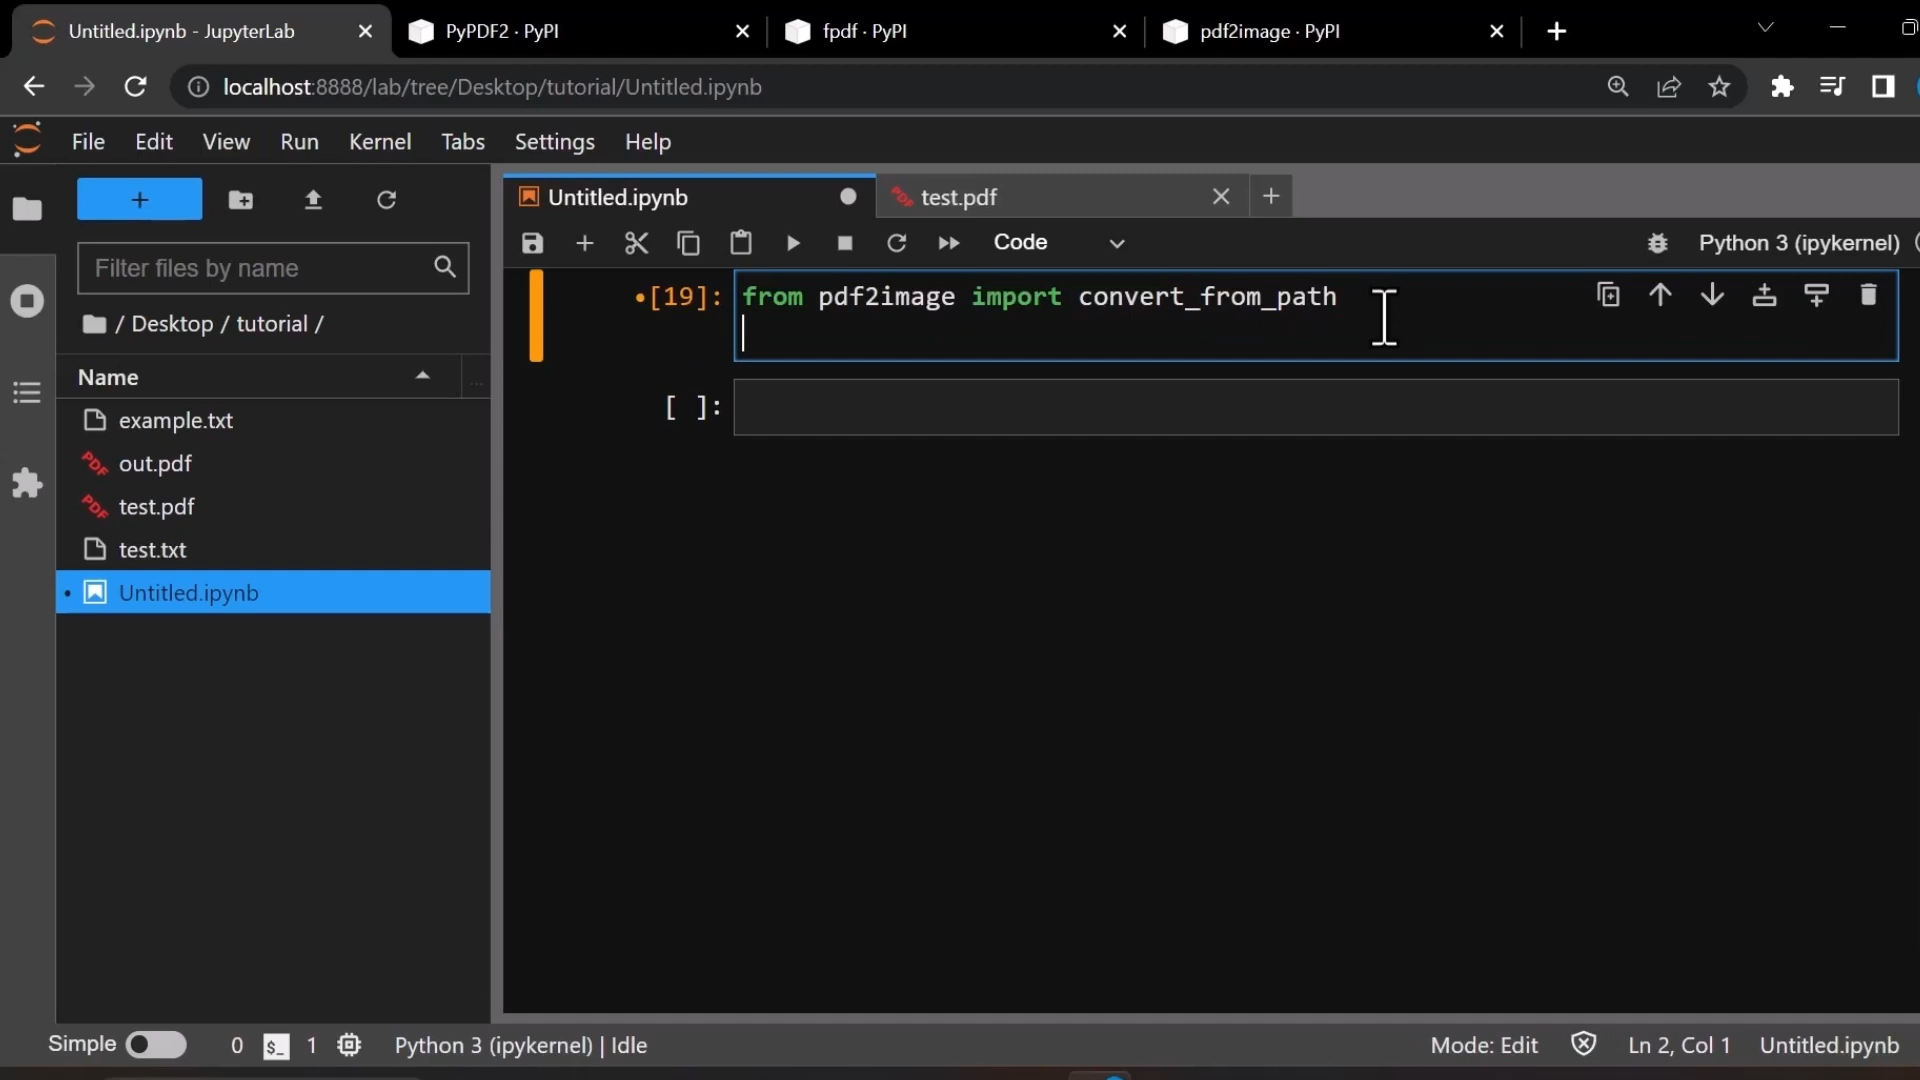 Untitled.ipynb - JupyterLab
PyPDF2 · PyPI
fpdf · PyPI
pdf2image · PyPI
localhost:8888/lab/tree/Desktop/tutorial/Untitled.ipynb
File Edit View Run Kernel Tabs Settings Help
Untitled.ipynb
test.pdf
Code
Python 3 (ipykernel)
Filter files by name
/ Desktop / tutorial /
Name
...
example.txt
PDF out.pdf
PDF test.pdf
test.txt
• Untitled.ipynb
•[19]: from pdf2image import convert_from_path
[ ]:
Simple 0 $_ 1 Python 3 (ipykernel) | Idle
Mode: Edit Ln 2, Col 1 Untitled.ipynb